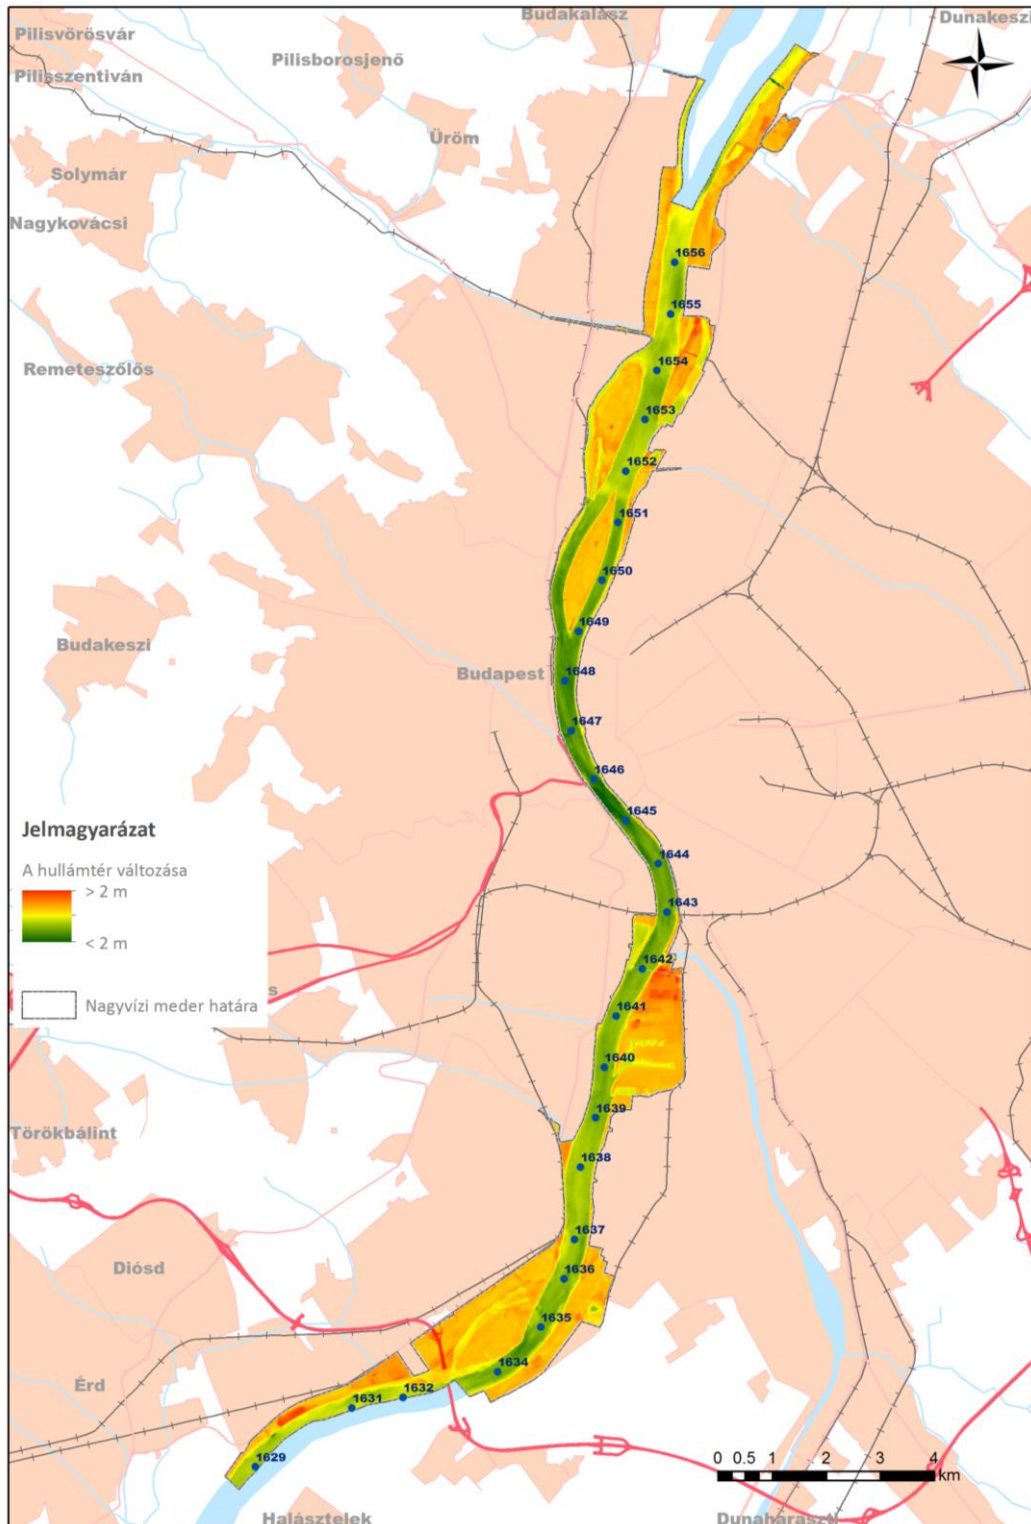 Budakalász
Dunakeszi
Pilisvörösvár
Pilisborosjenő
Pilisszentiván
Üröm
Solymár
Nagykovácsi
1656
1655
Remeteszőlős
1654
1653
1652
1651
1650
1649
Budakeszi
Budapest
1648
1647
1646
1645
Jelmagyarázat
A hullámtér változása
> 2 m
< 2 m
Nagyvízi meder határa
s
1644
1643
1642
1641
1640
1639
Törökbálint
1638
1637
Diósd
1636
1635
1634
Érd
1632
1631
1629
0 0.5 1 2 3 4
km
Halásztelek
Dunaharaszti